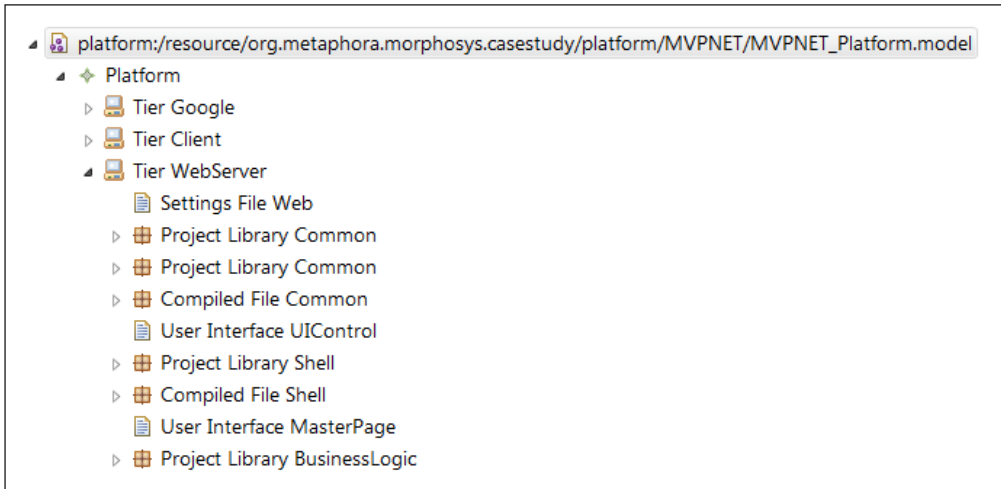 platform:/resource/org.metaphora.morphosys.casestudy/platform/MVPNET/MVPNET_Platform.model
Platform
Tier Google
Tier Client
Tier WebServer
Settings File Web
Project Library Common
Project Library Common
Compiled File Common
User Interface UIControl
Project Library Shell
Compiled File Shell
User Interface MasterPage
Project Library BusinessLogic